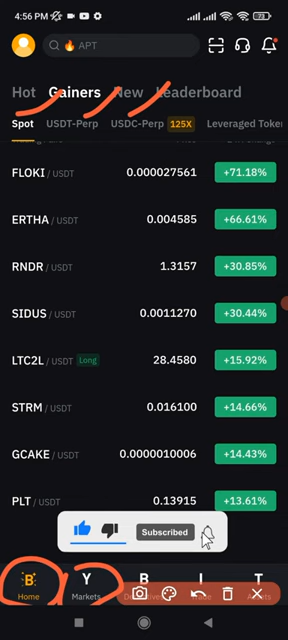 4:56 PM
73
🔥 APT
Hot Gainers New Leaderboard
Spot USDT-Perp USDC-Perp 125X Leveraged Token
FLOKI / USDT 0.000027561 +71.18%
ERTHA / USDT 0.004585 +66.61%
RNDR / USDT 1.3157 +30.85%
SIDUS / USDT 0.0011270 +30.44%
LTC2L / USDT Long 28.4580 +15.92%
STRM / USDT 0.016100 +14.66%
GCAKE / USDT 0.0000010006 +14.43%
PLT / USDT 0.13915 +13.61%
Subscribed
B Y B I T
Home Markets